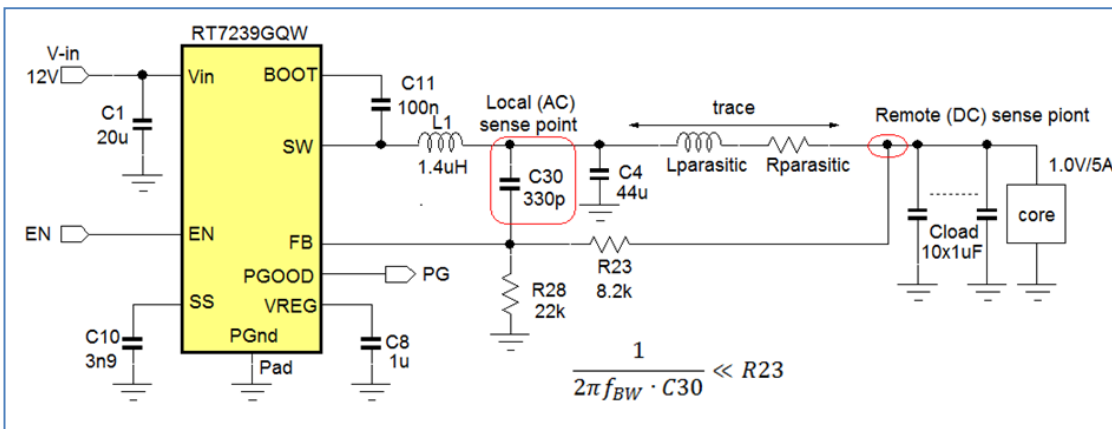 RT7239GQW
V-in
12V
Vin
BOOT
C1
20u
C11
100n
SW
L1
1.4uH
Local (AC)
sense point
C30
330p
C4
44u
trace
Lparasitic
Rparasitic
Remote (DC) sense piont
1.0V/5A
core
Cload
10x1uF
EN
EN
FB
R23
8.2k
PGOOD
PG
R28
22k
SS
VREG
C10
3n9
PGnd
Pad
C8
1u
1 / (2πf_BW · C30) ≪ R23